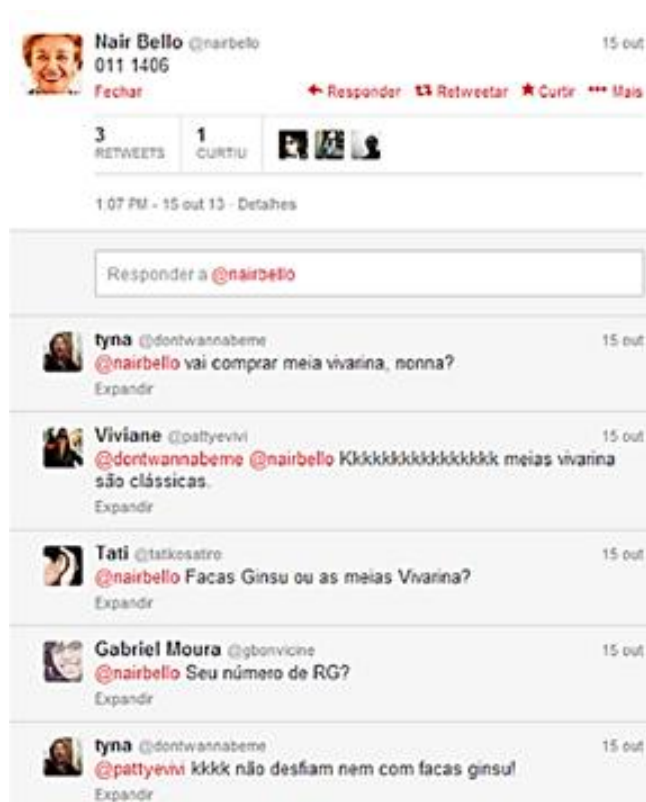 Nair Bello @nairbello 15 out
011 1406
Fechar Responder Retweetar Curtir Mais
3 RETWEETS 1 CURTIU
1:07 PM - 15 out 13 · Detalhes
Responder a @nairbello
tyna @dontwannabeme 15 out
@nairbello vai comprar meia vivarina, nonna?
Expandir
Viviane @pattyevivi 15 out
@dontwannabeme @nairbello Kkkkkkkkkkkkkkkkk meias vivarina
são clássicas.
Expandir
Tati @tatkosatro 15 out
@nairbello Facas Ginsu ou as meias Vivarina?
Expandir
Gabriel Moura @gbonvicine 15 out
@nairbello Seu número de RG?
Expandir
tyna @dontwannabeme 15 out
@pattyevivi kkkk não desfiam nem com facas ginsu!
Expandir